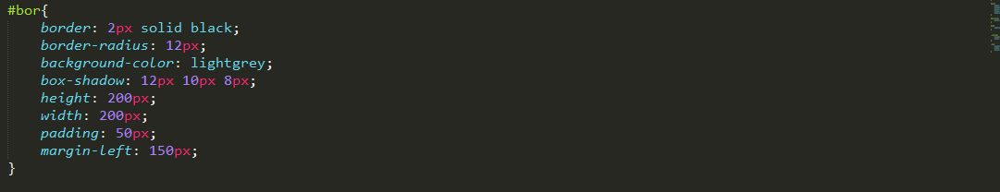 #bor{
    border: 2px solid black;
    border-radius: 12px;
    background-color: lightgrey;
    box-shadow: 12px 10px 8px;
    height: 200px;
    width: 200px;
    padding: 50px;
    margin-left: 150px;
}